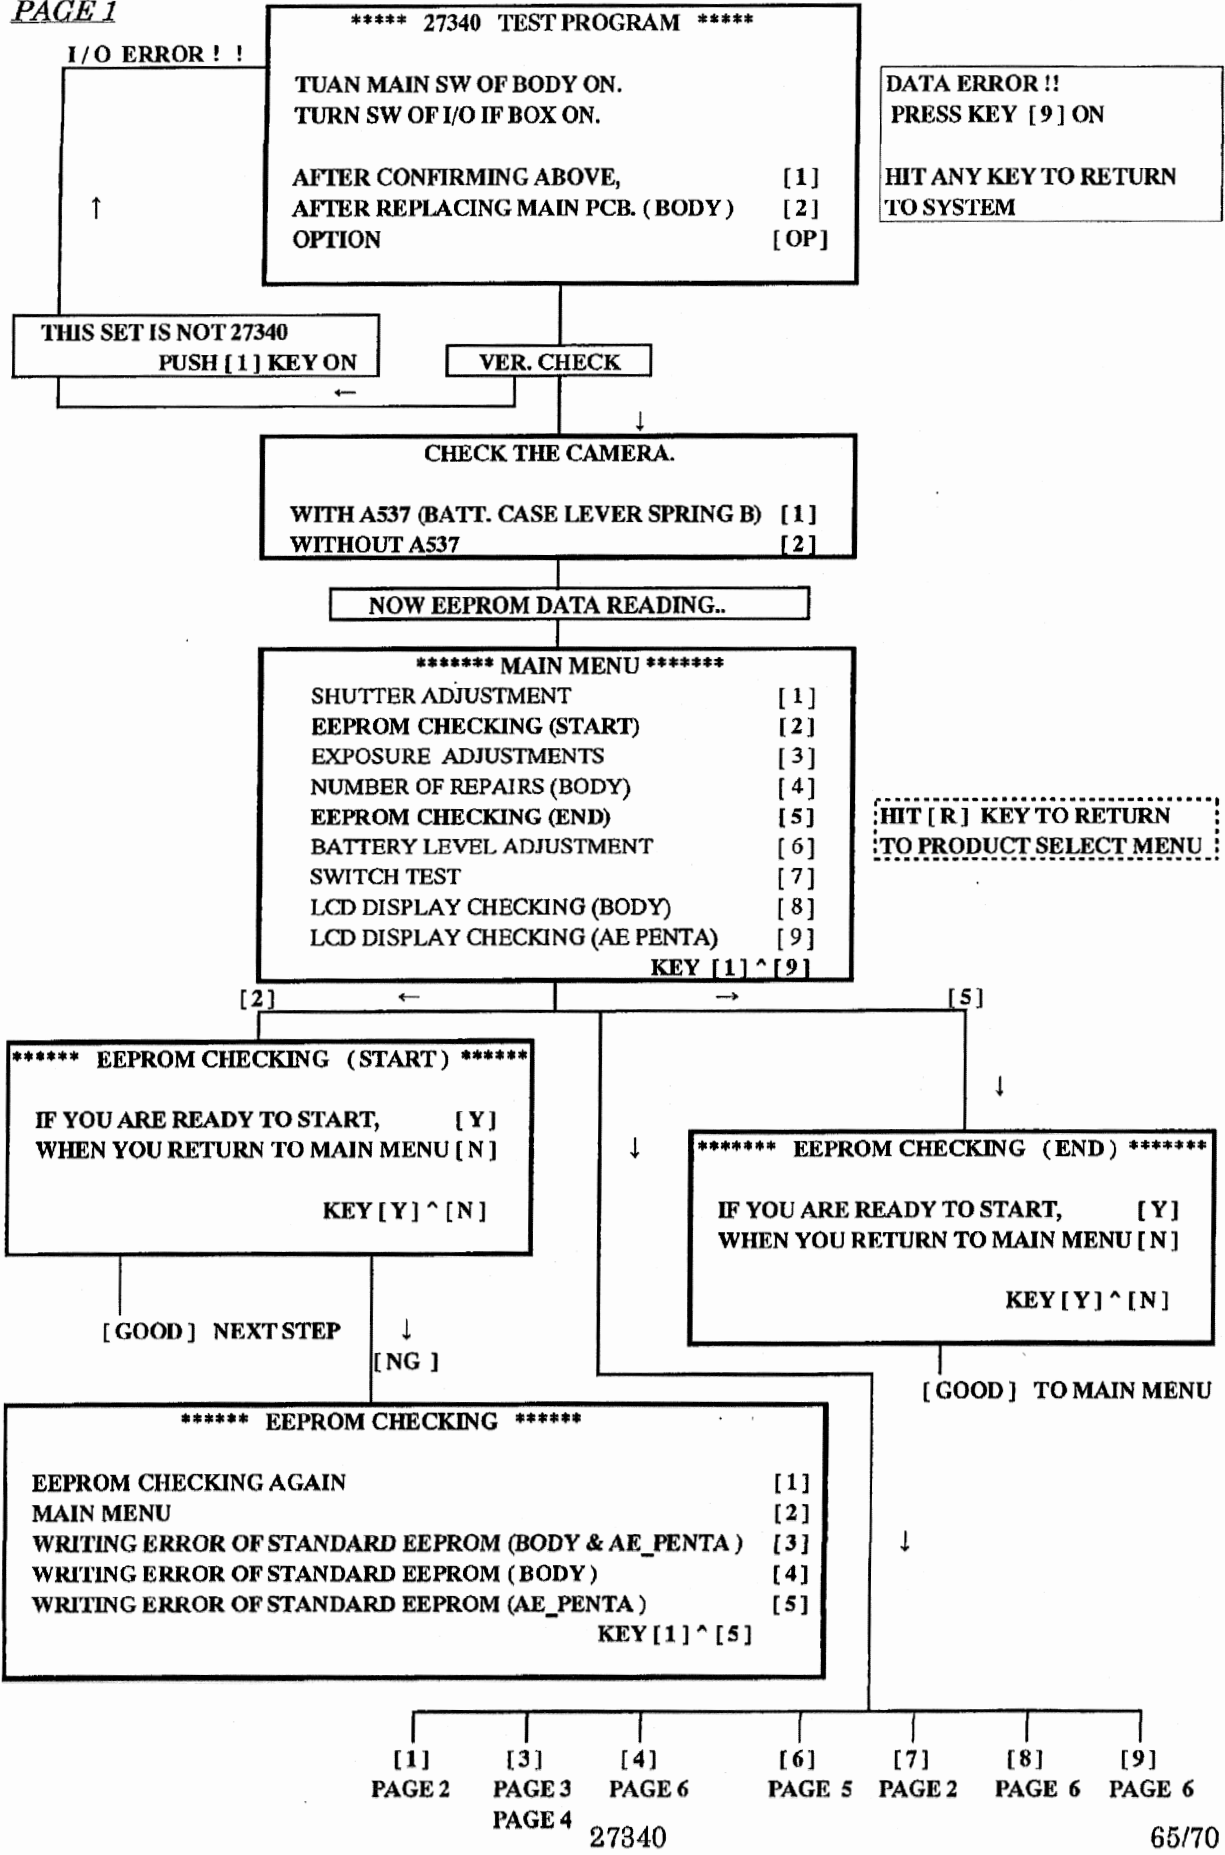 PAGE 1
***** 27340 TEST PROGRAM *****
I/O ERROR ! !
TUAN MAIN SW OF BODY ON.
TURN SW OF I/O IF BOX ON.
AFTER CONFIRMING ABOVE, [1]
AFTER REPLACING MAIN PCB. ( BODY ) [2]
OPTION [ OP]
DATA ERROR !!
PRESS KEY [ 9 ] ON
HIT ANY KEY TO RETURN
TO SYSTEM
↑
THIS SET IS NOT 27340
PUSH [ 1 ] KEY ON
VER. CHECK
←
↓
CHECK THE CAMERA.
WITH A537 (BATT. CASE LEVER SPRING B) [1]
WITHOUT A537 [2]
NOW EEPROM DATA READING..
******* MAIN MENU *******
SHUTTER ADJUSTMENT [1]
EEPROM CHECKING (START) [2]
EXPOSURE ADJUSTMENTS [3]
NUMBER OF REPAIRS (BODY) [4]
EEPROM CHECKING (END) [5]
BATTERY LEVEL ADJUSTMENT [6]
SWITCH TEST [7]
LCD DISPLAY CHECKING (BODY) [8]
LCD DISPLAY CHECKING (AE PENTA) [9]
KEY [1] ^ [9]
HIT [ R ] KEY TO RETURN
TO PRODUCT SELECT MENU
[2] ← → [5]
****** EEPROM CHECKING ( START ) ******
IF YOU ARE READY TO START, [ Y]
WHEN YOU RETURN TO MAIN MENU [ N ]
KEY [ Y ] ^ [ N ]
↓
↓
******* EEPROM CHECKING ( END ) *******
IF YOU ARE READY TO START, [ Y]
WHEN YOU RETURN TO MAIN MENU [ N ]
KEY [ Y ] ^ [ N ]
[ GOOD ] NEXT STEP ↓
[ NG ]
[ GOOD ] TO MAIN MENU
****** EEPROM CHECKING ******
EEPROM CHECKING AGAIN [1]
MAIN MENU [2]
WRITING ERROR OF STANDARD EEPROM (BODY & AE_PENTA ) [3]
WRITING ERROR OF STANDARD EEPROM ( BODY ) [4]
WRITING ERROR OF STANDARD EEPROM (AE_PENTA ) [5]
KEY [ 1 ] ^ [ 5 ]
↓
[1] [3] [4] [6] [7] [8] [9]
PAGE 2 PAGE 3 PAGE 6 PAGE 5 PAGE 2 PAGE 6 PAGE 6
PAGE 4
27340
65/70